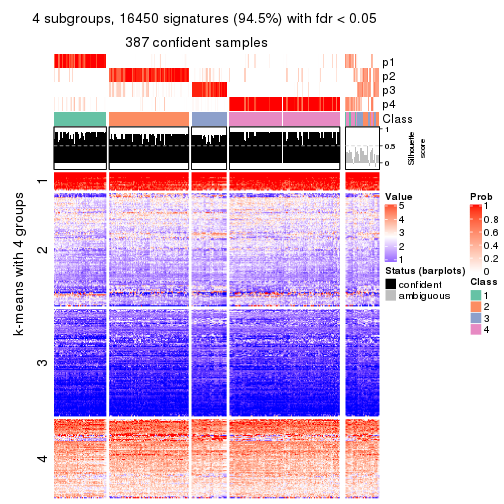 4 subgroups, 16450 signatures (94.5%) with fdr < 0.05
387 confident samples
p1
p2
p3
p4
Class
1
0.5
0
Silhouette
score
k-means with 4 groups
1
2
3
4
Value
5
4
3
2
1
Status (barplots)
confident
ambiguous
Prob
1
0.8
0.6
0.4
0.2
0
Class
1
2
3
4